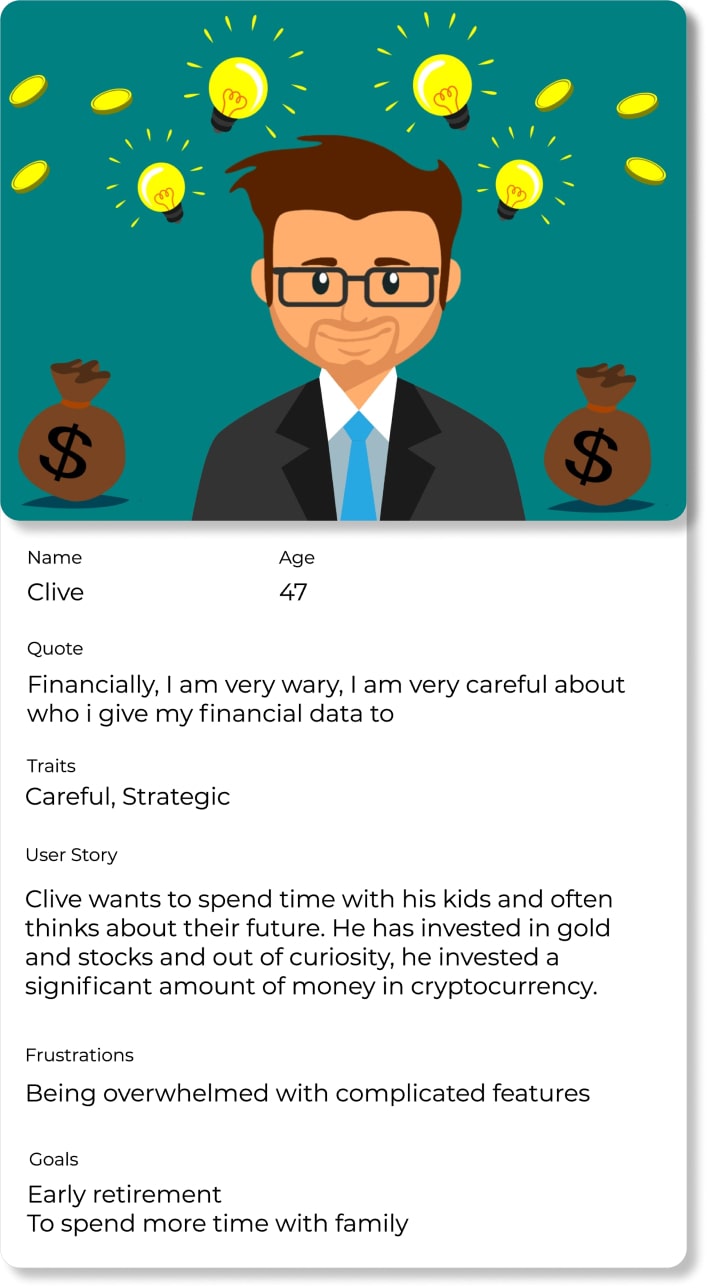 $ $
Name Age
Clive 47
Quote
Financially, I am very wary, I am very careful about
who i give my financial data to
Traits
Careful, Strategic
User Story
Clive wants to spend time with his kids and often
thinks about their future. He has invested in gold
and stocks and out of curiosity, he invested a
significant amount of money in cryptocurrency.
Frustrations
Being overwhelmed with complicated features
Goals
Early retirement
To spend more time with family